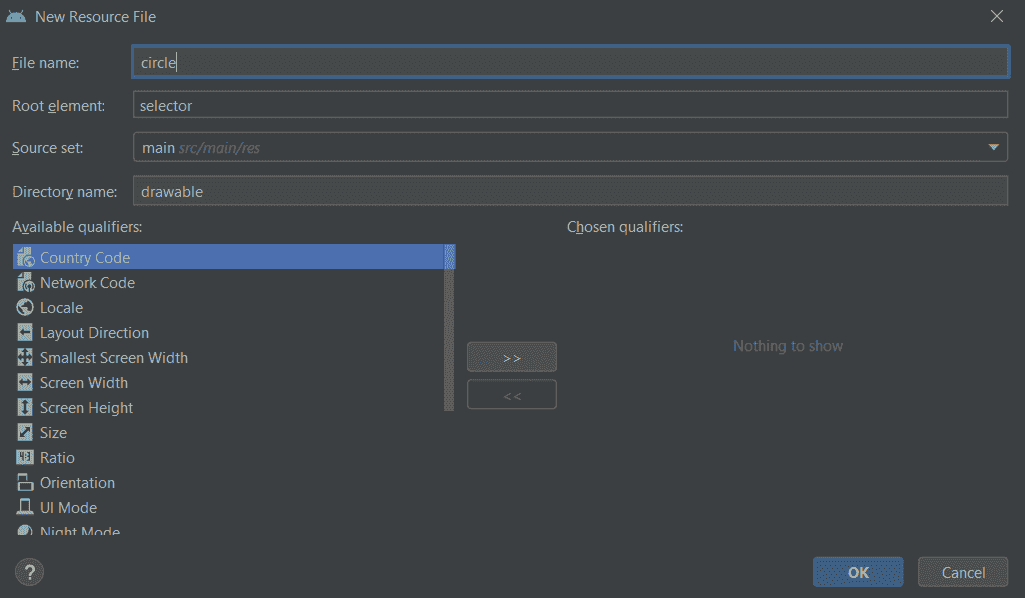 New Resource File
File name: circle
Root element: selector
Source set: main src/main/res
Directory name: drawable
Available qualifiers:
Chosen qualifiers:
Country Code
Network Code
Locale
Layout Direction
Smallest Screen Width
Screen Width
Screen Height
Size
Ratio
Orientation
UI Mode
Night Mode
>>
<<
Nothing to show
?
OK
Cancel